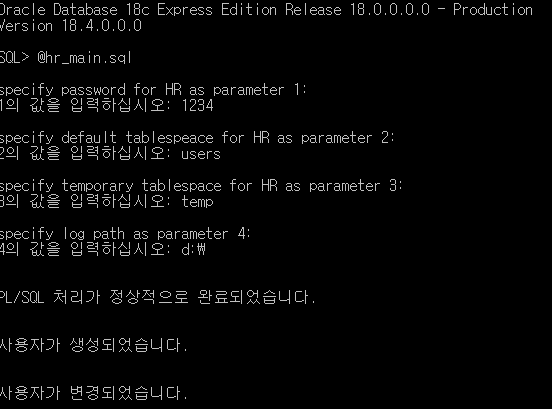 Oracle Database 18c Express Edition Release 18.0.0.0.0 - Production
Version 18.4.0.0.0
SQL> @hr_main.sql
specify password for HR as parameter 1:
1의 값을 입력하십시오: 1234
specify default tablespeace for HR as parameter 2:
2의 값을 입력하십시오: users
specify temporary tablespace for HR as parameter 3:
3의 값을 입력하십시오: temp
specify log path as parameter 4:
4의 값을 입력하십시오: d:₩
PL/SQL 처리가 정상적으로 완료되었습니다.
사용자가 생성되었습니다.
사용자가 변경되었습니다.